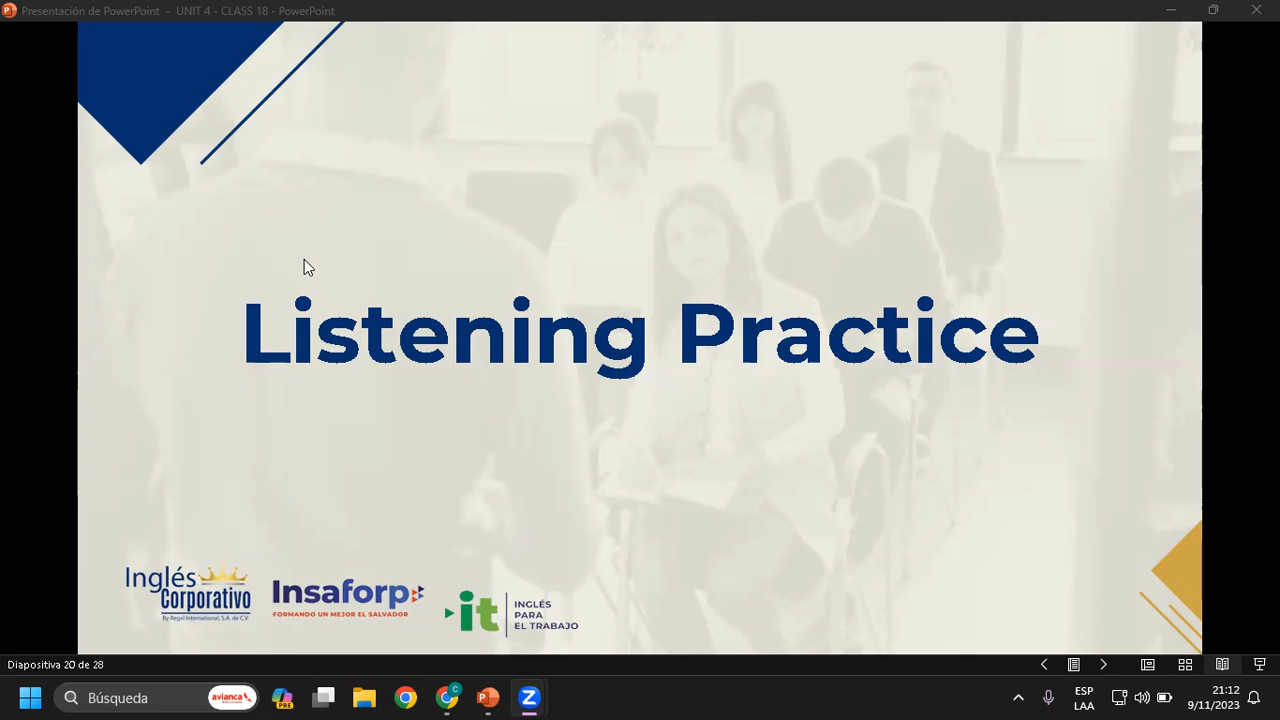 Presentación de PowerPoint - UNIT 4 - CLASS 18 - PowerPoint
Listening Practice
Inglés
Corporativo
By Regal International, S.A. de C.V.
Insaforp
FORMANDO UN MEJOR EL SALVADOR
it
INGLÉS
PARA
EL TRABAJO
Diapositiva 20 de 28
Búsqueda
avianca
PRE
C
ESP
LAA
21:12
9/11/2023